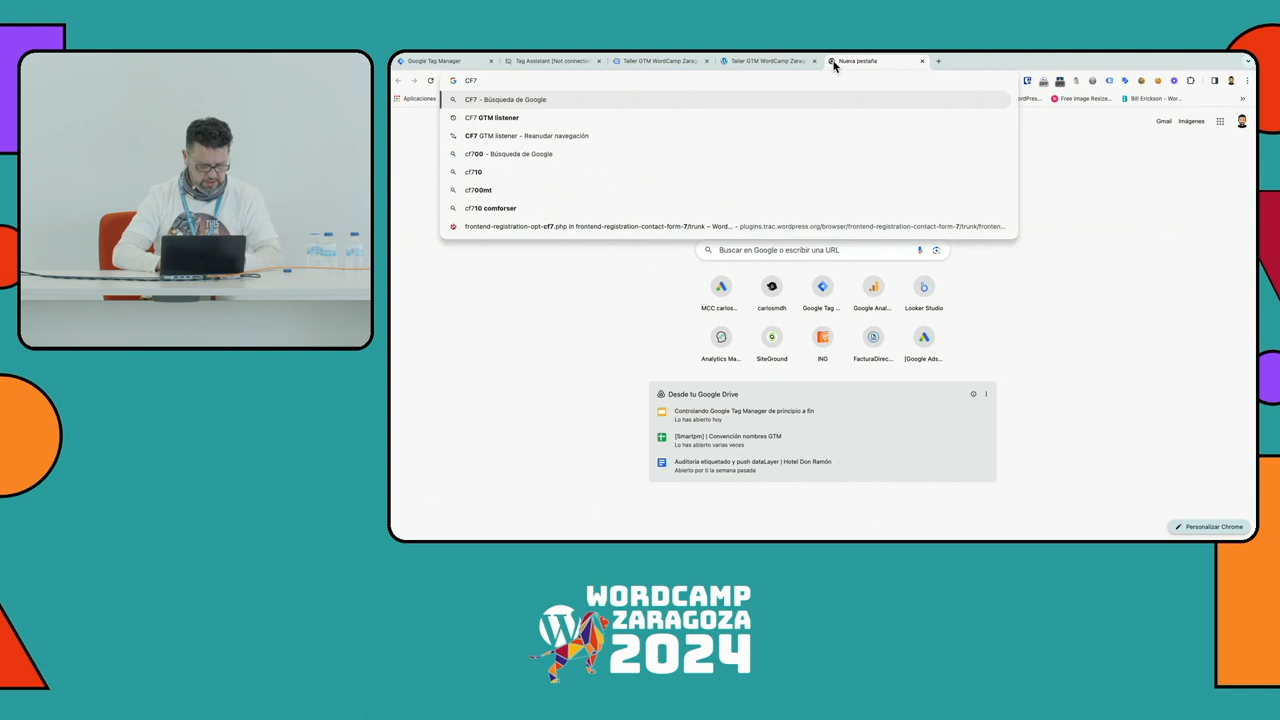 Google Tag Manager
Tag Assistant [Not connecte
Taller GTM WordCamp Zarag
Taller GTM WordCamp Zarag
Nueva pestaña
CF7
Aplicaciones
CF7 - Búsqueda de Google
CF7 GTM listener
CF7 GTM listener - Reanudar navegación
cf700 - Búsqueda de Google
cf710
cf700mt
cf710 comforser
frontend-registration-opt-cf7.php in frontend-registration-contact-form-7/trunk – Word... - plugins.trac.wordpress.org/browser/frontend-registration-contact-form-7/trunk/fronten...
rdPres...
Free Image Resize...
Bill Erickson - Wor...
Gmail
Imágenes
Buscar en Google o escribir una URL
MCC carlos...
carlosmdh
Google Tag ...
Google Anal...
Looker Studio
Analytics Ma...
SiteGround
ING
FacturaDirec...
[Google Ads...
Desde tu Google Drive
Controlando Google Tag Manager de principio a fin
Lo has abierto hoy
[Smartpm] | Convención nombres GTM
Lo has abierto varias veces
Auditoria etiquetado y push dataLayer | Hotel Don Ramón
Abierto por ti la semana pasada
Personalizar Chrome
WORDCAMP
ZARAGOZA
2024